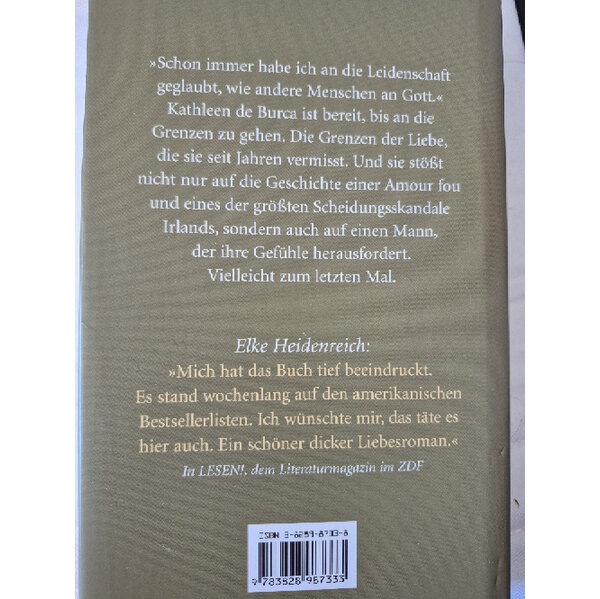 »Schon immer habe ich an die Leidenschaft
geglaubt, wie andere Menschen an Gott.«
Kathleen de Burca ist bereit, bis an die
Grenzen zu gehen. Die Grenzen der Liebe,
die sie seit Jahren vermisst. Und sie stößt
nicht nur auf die Geschichte einer Amour fou
und eines der größten Scheidungsskandale
Irlands, sondern auch auf einen Mann,
der ihre Gefühle herausfordert.
Vielleicht zum letzten Mal.
Elke Heidenreich:
»Mich hat das Buch tief beeindruckt.
Es stand wochenlang auf den amerikanischen
Bestsellerlisten. Ich wünschte mir, das täte es
hier auch. Ein schöner dicker Liebesroman.«
In LESEN!, dem Literaturmagazin im ZDF
ISBN 3-8289-8733-8
9 783828 987333